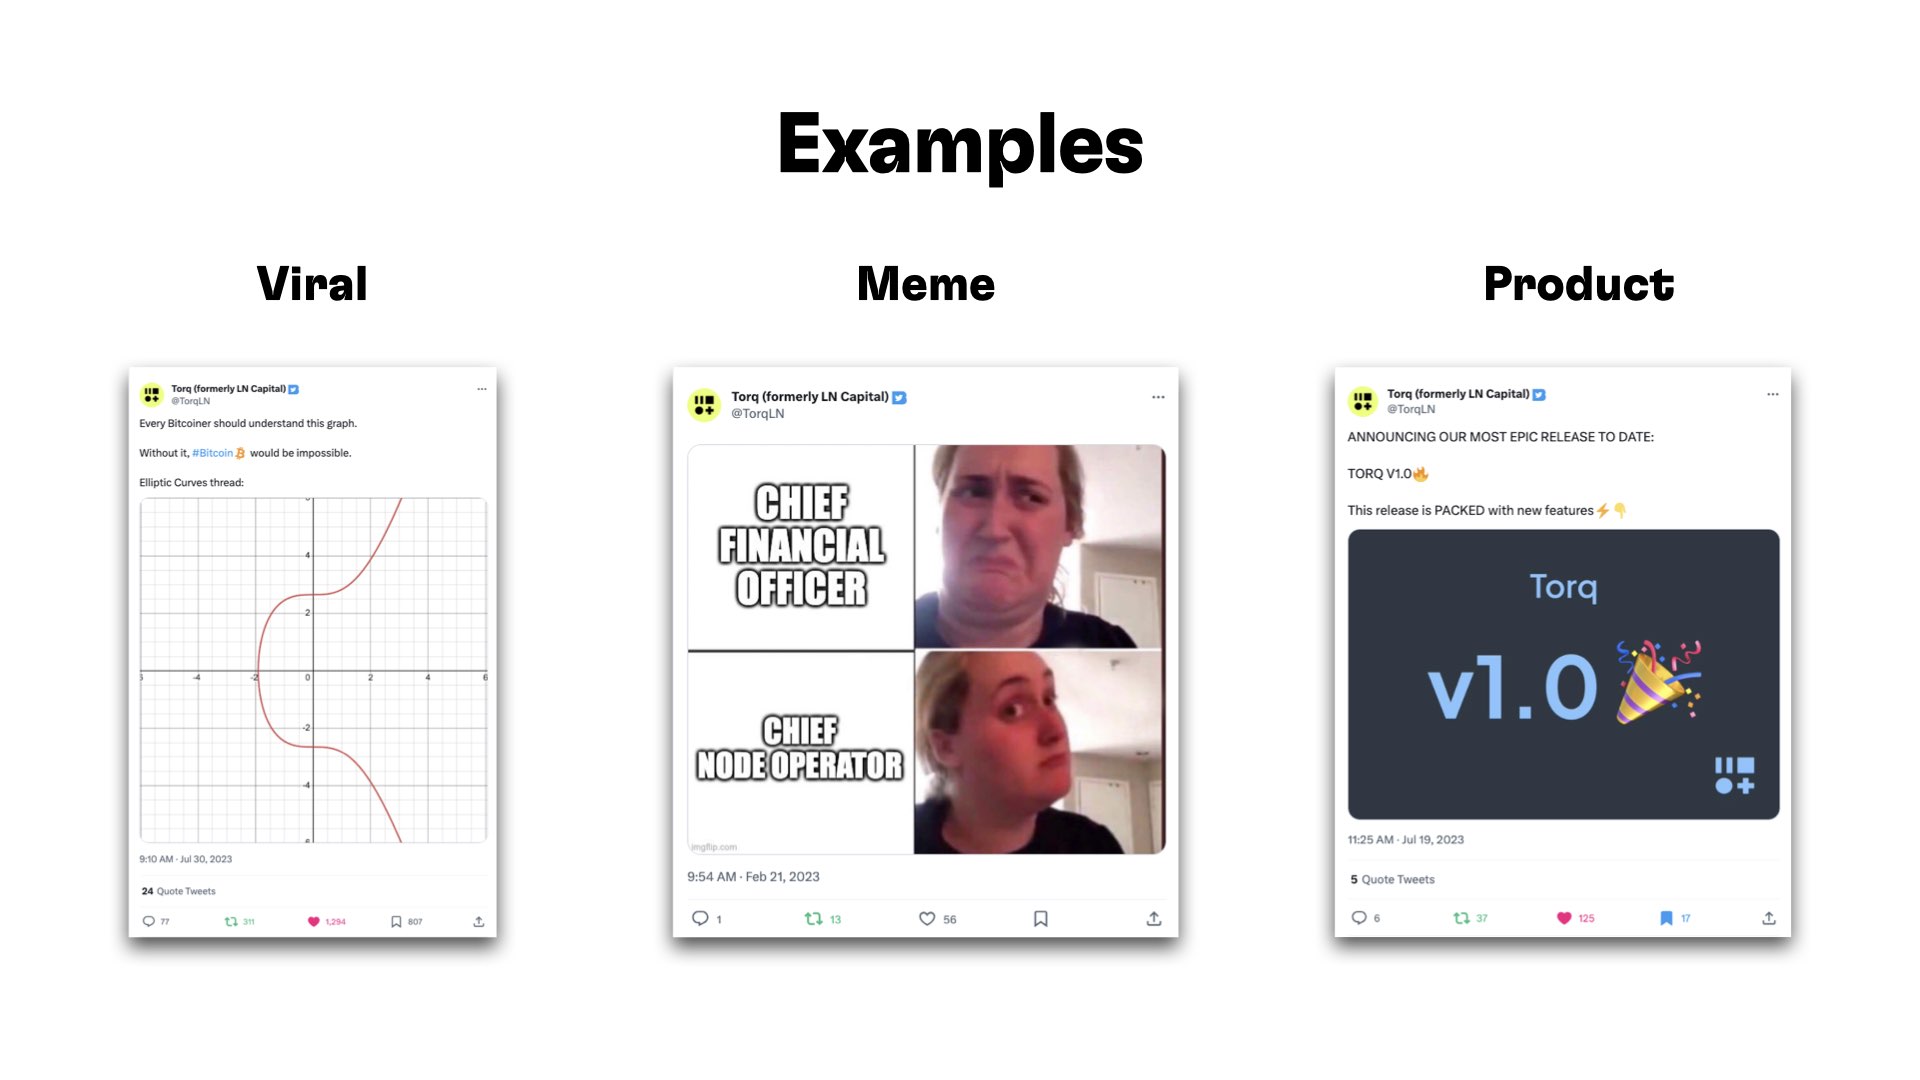 Examples
Viral
Meme
Product
Torq (formerly LN Capital)
@TorqLN
Every Bitcoiner should understand this graph.
Without it, #Bitcoin would be impossible.
Elliptic Curves thread:
4
2
-4
-2
0
2
4
6
-2
-4
9:10 AM · Jul 30, 2023
24 Quote Tweets
77
311
1,294
807
Torq (formerly LN Capital)
@TorqLN
CHIEF
FINANCIAL
OFFICER
CHIEF
NODE OPERATOR
imgflip.com
9:54 AM · Feb 21, 2023
1
13
56
Torq (formerly LN Capital)
@TorqLN
ANNOUNCING OUR MOST EPIC RELEASE TO DATE:
TORQ V1.0🔥
This release is PACKED with new features⚡👇
Torq
v1.0🎉
11:25 AM · Jul 19, 2023
5 Quote Tweets
6
37
125
17